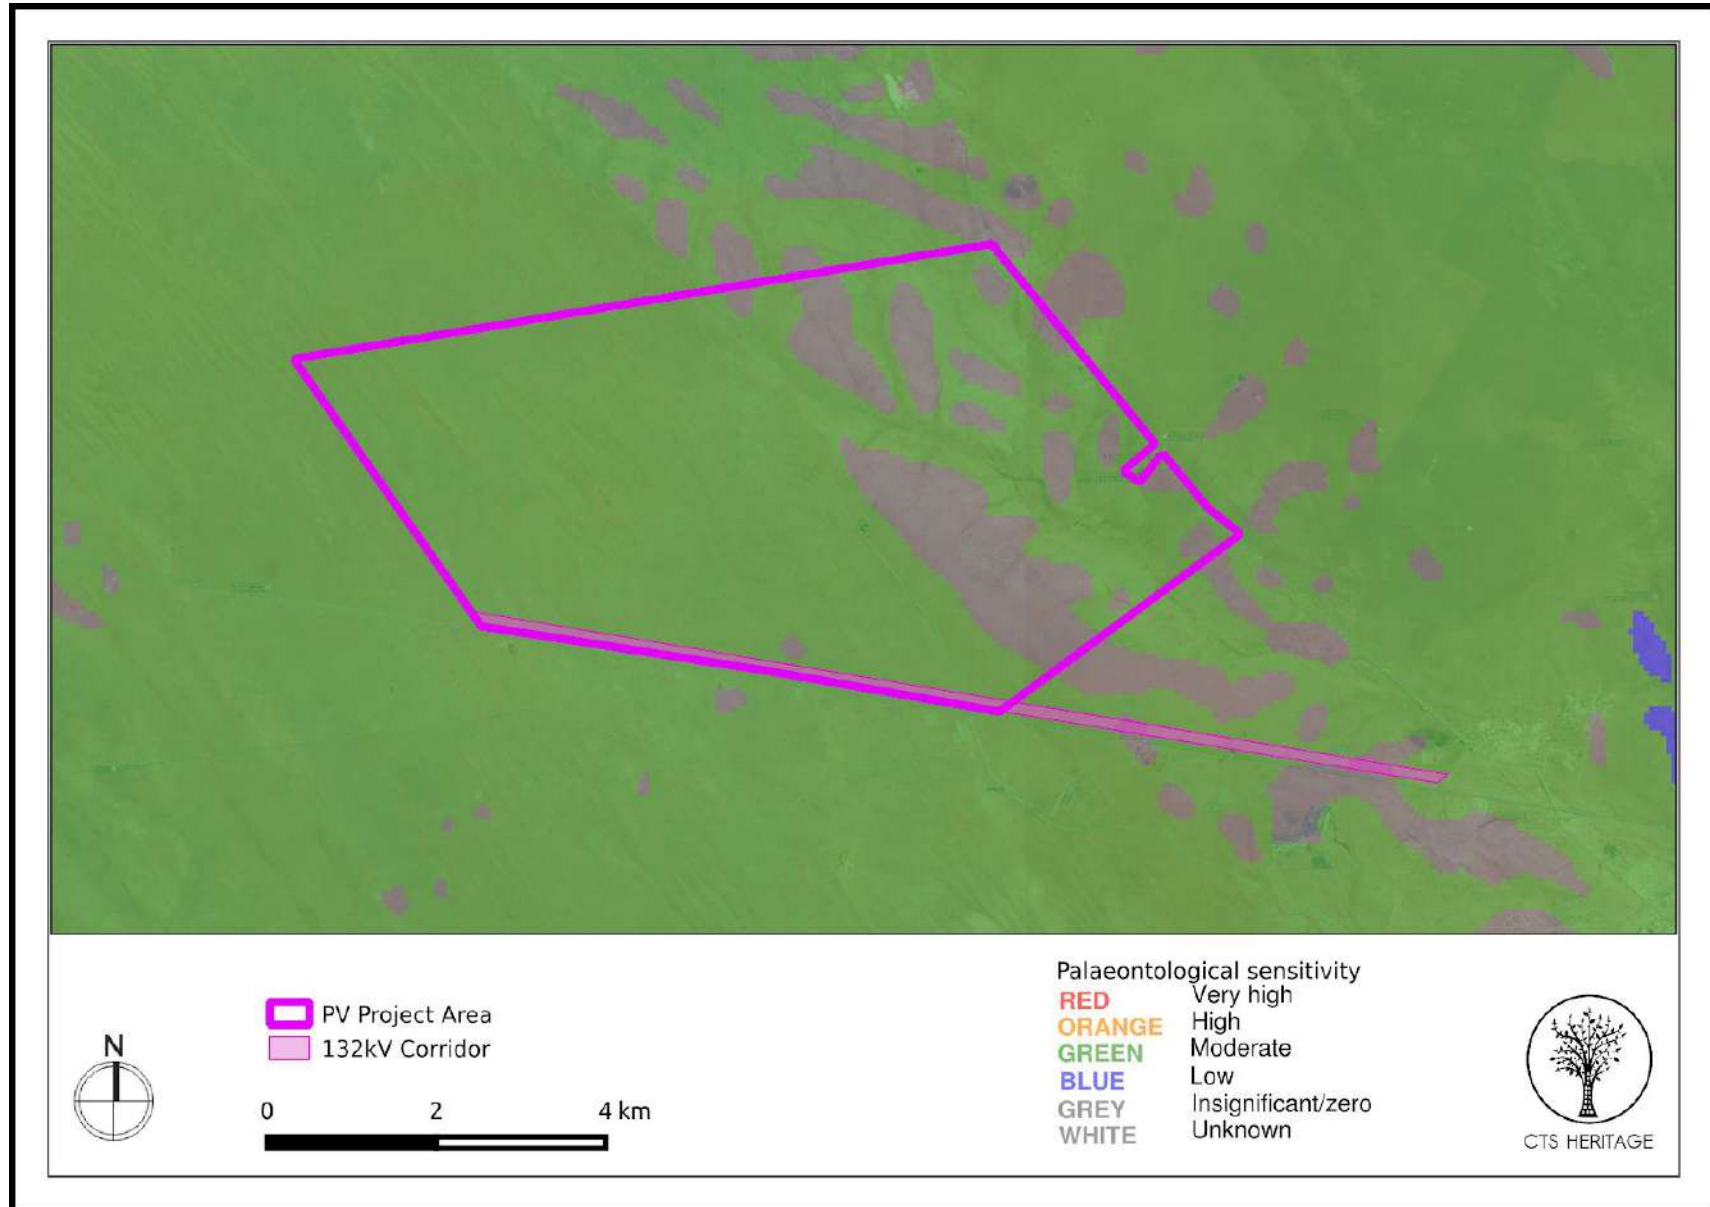 PV Project Area
132kV Corridor
N
0 2 4 km
Palaeontological sensitivity
RED Very high
ORANGE High
GREEN Moderate
BLUE Low
GREY Insignificant/zero
WHITE Unknown
CTS HERITAGE